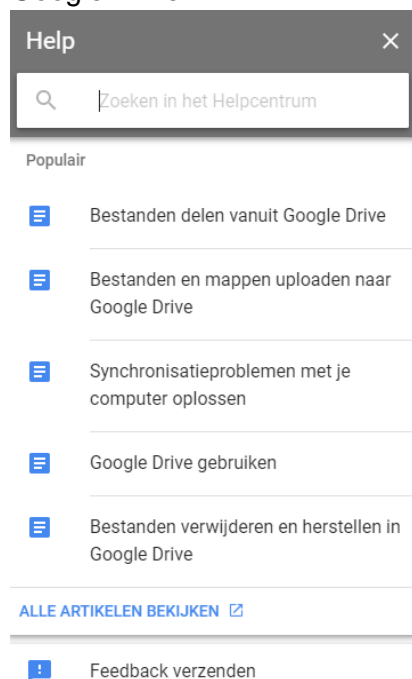 Help
Zoeken in het Helpcentrum
Populair
Bestanden delen vanuit Google Drive
Bestanden en mappen uploaden naar
Google Drive
Synchronisatieproblemen met je
computer oplossen
Google Drive gebruiken
Bestanden verwijderen en herstellen in
Google Drive
ALLE ARTIKELEN BEKIJKEN
Feedback verzenden